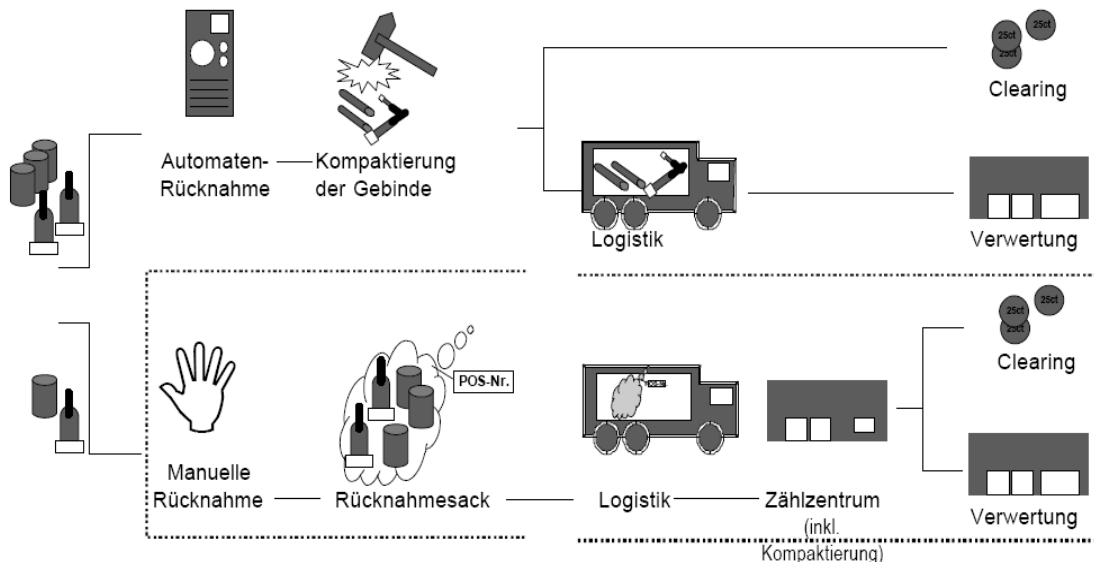 25ct
25ct
25ct
Clearing
Automaten-
Rücknahme
Kompaktierung
der Gebinde
Logistik
Verwertung
25ct
25ct
25ct
Clearing
POS-Nr.
Manuelle
Rücknahme
Rücknahmesack
Logistik
Zählzentrum
(inkl.
Kompaktierung)
Verwertung